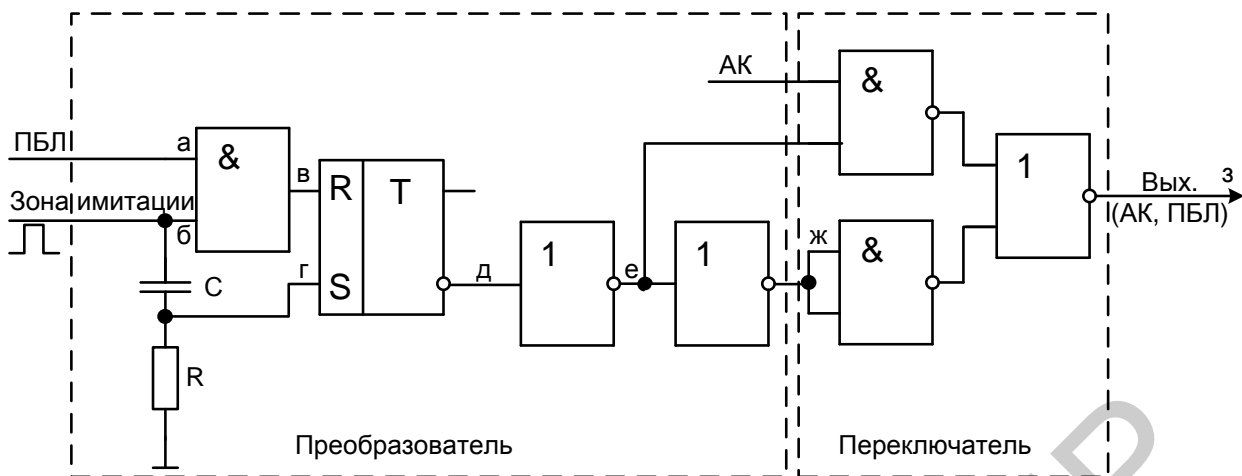 АК
&
ПБЛ
а
&
в
R
T
1
Вых.
з
Зона имитации
б
(АК, ПБЛ)
1
1
ж
&
г
S
д
е
C
R
Преобразователь
Переключатель